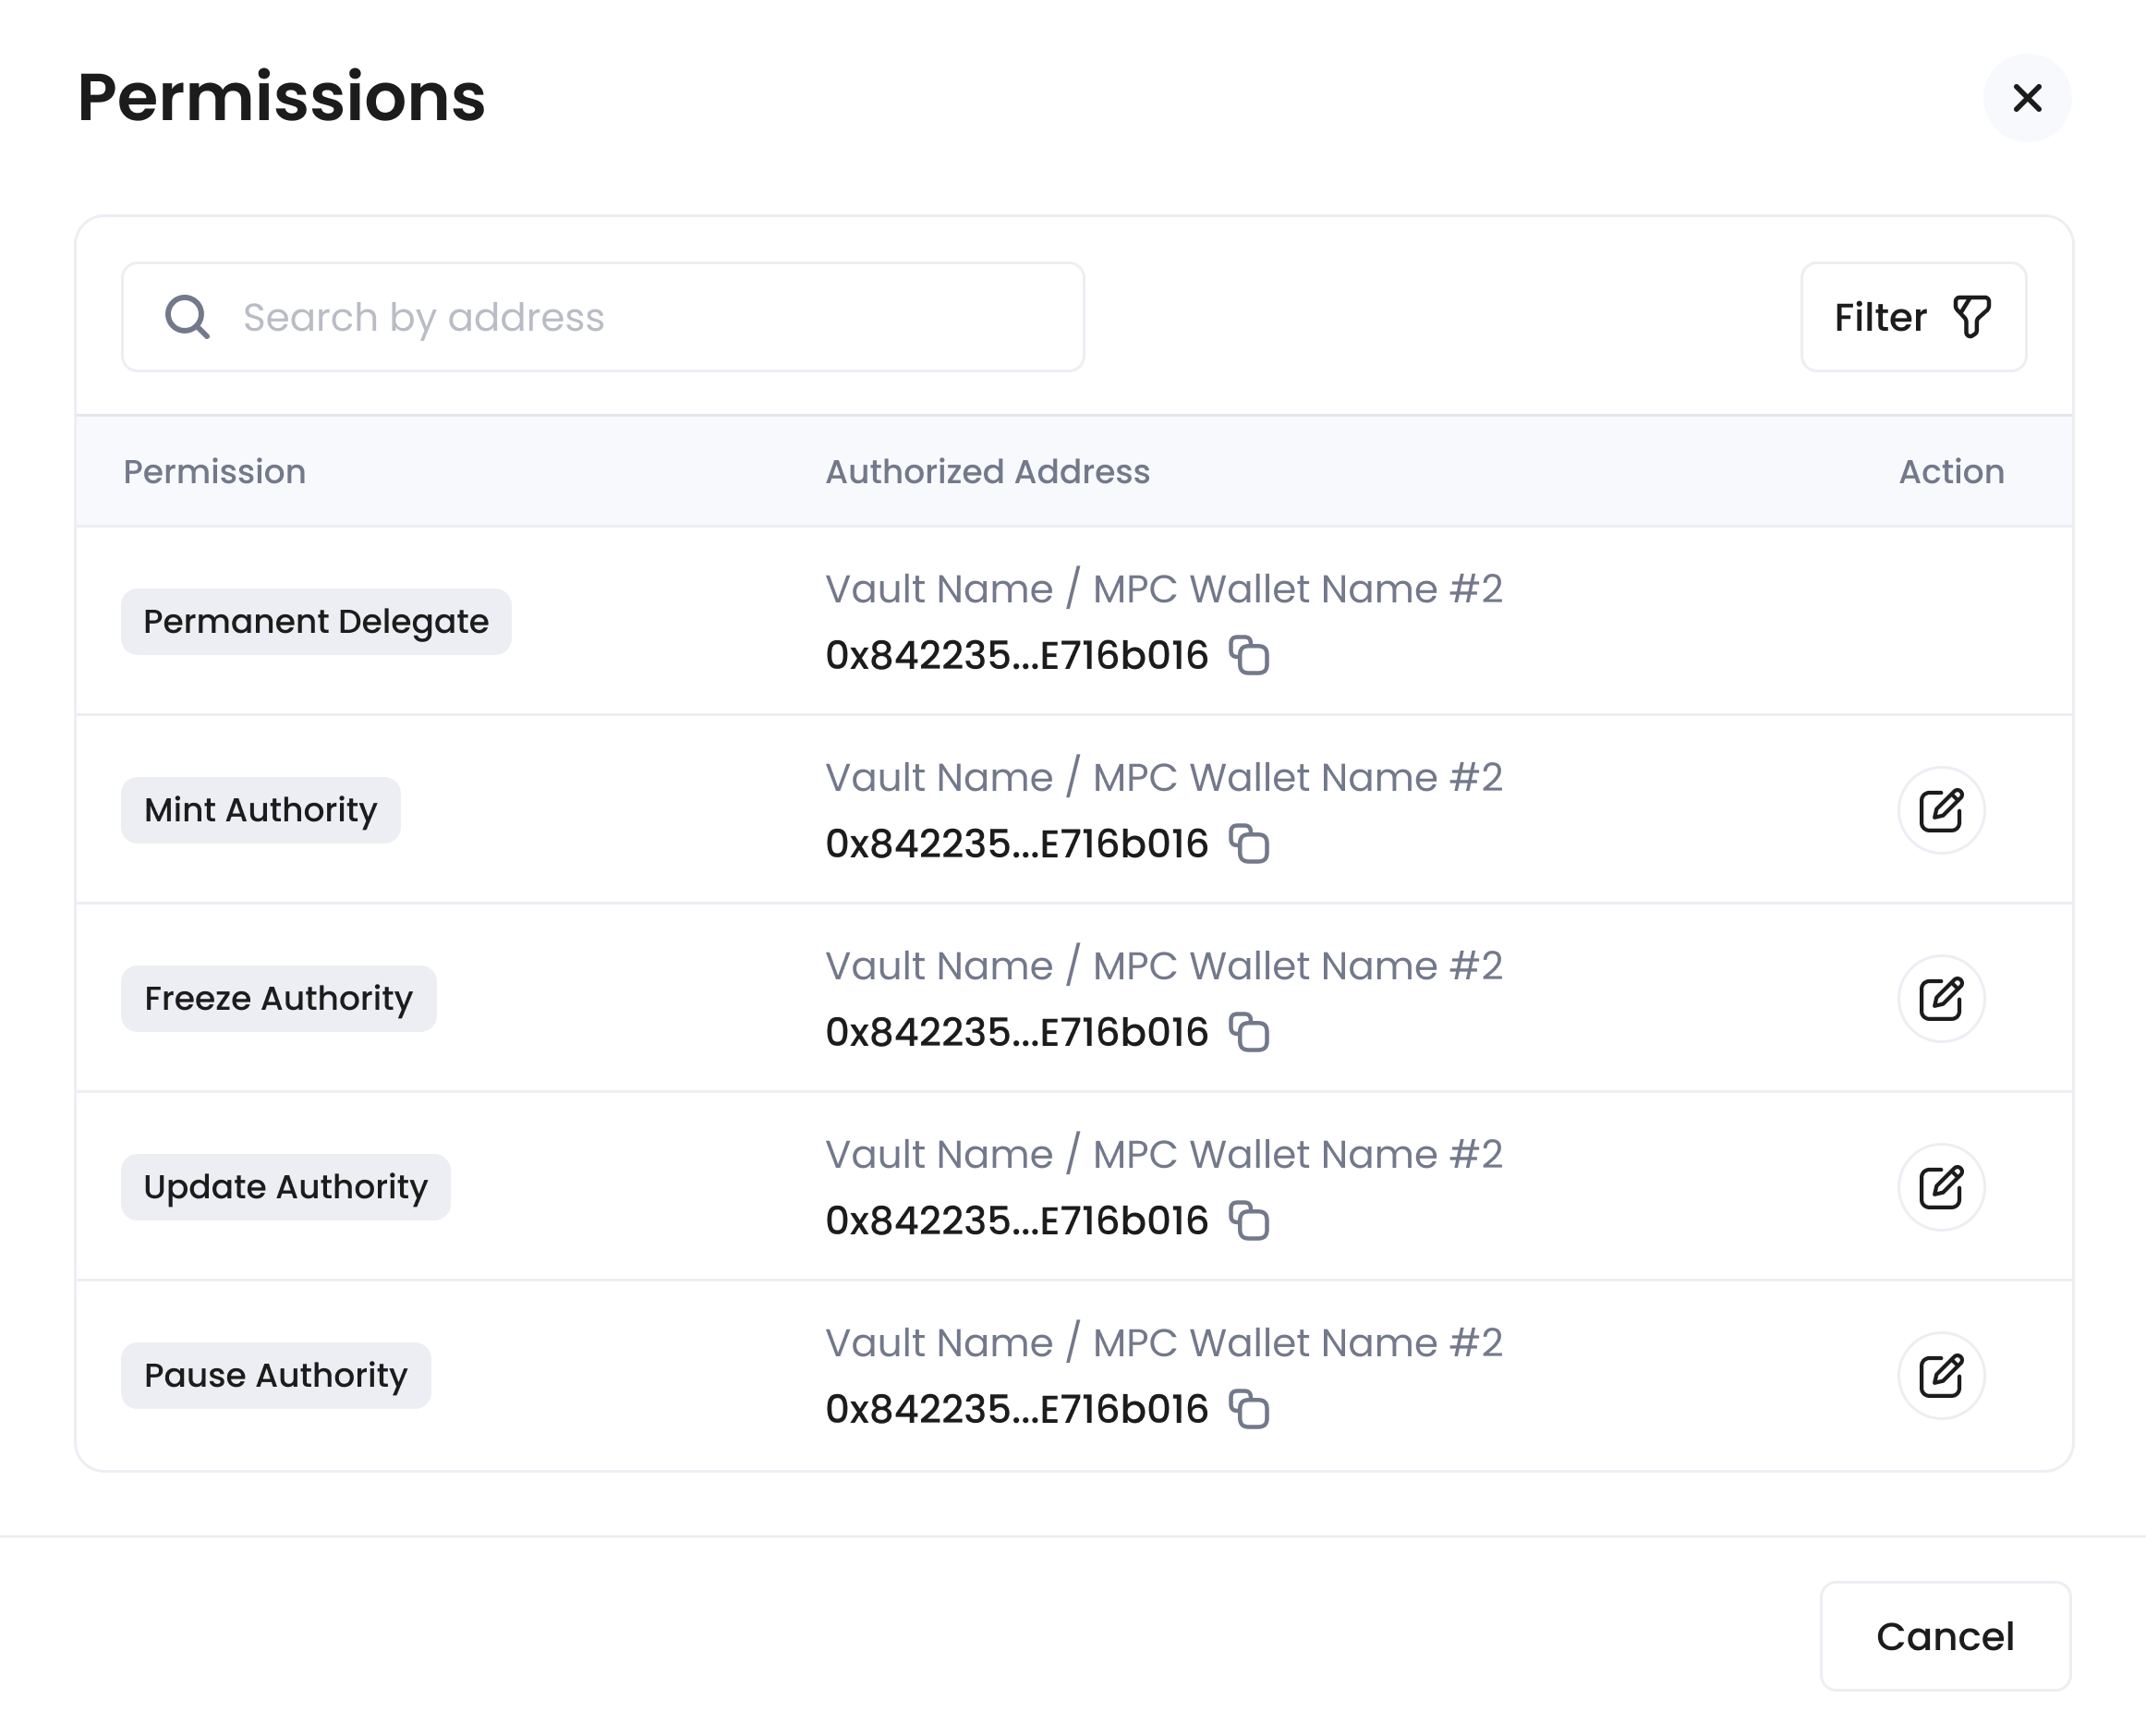 Permissions
Search by address
Filter
Permission Authorized Address Action
Permanent Delegate
Vault Name / MPC Wallet Name #2
0x842235...E716b016
Mint Authority
Vault Name / MPC Wallet Name #2
0x842235...E716b016
Freeze Authority
Vault Name / MPC Wallet Name #2
0x842235...E716b016
Update Authority
Vault Name / MPC Wallet Name #2
0x842235...E716b016
Pause Authority
Vault Name / MPC Wallet Name #2
0x842235...E716b016
Cancel